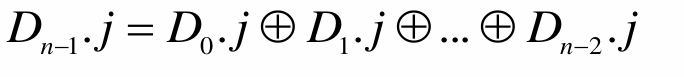 D_{n-1}.j = D_0.j ⊕ D_1.j ⊕ ... ⊕ D_{n-2}.j